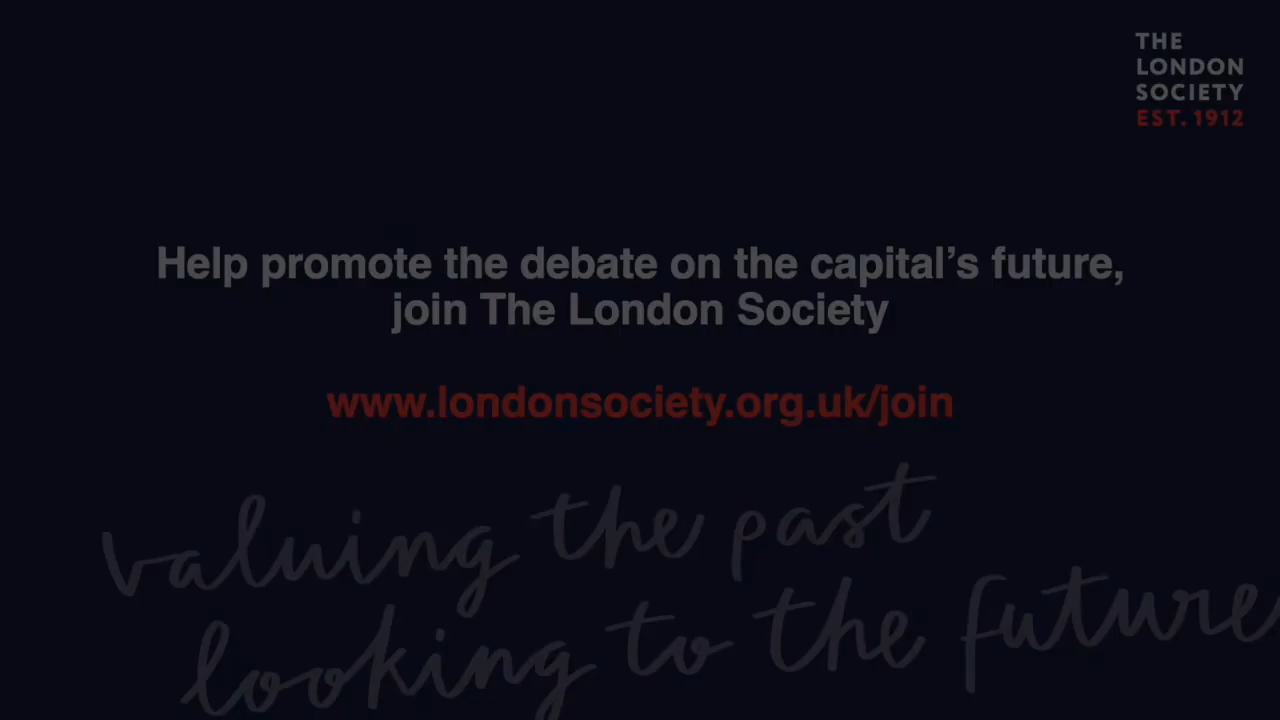 THE
LONDON
SOCIETY
EST. 1912
Help promote the debate on the capital's future,
join The London Society
www.londonsociety.org.uk/join
valuing the past
looking to the future